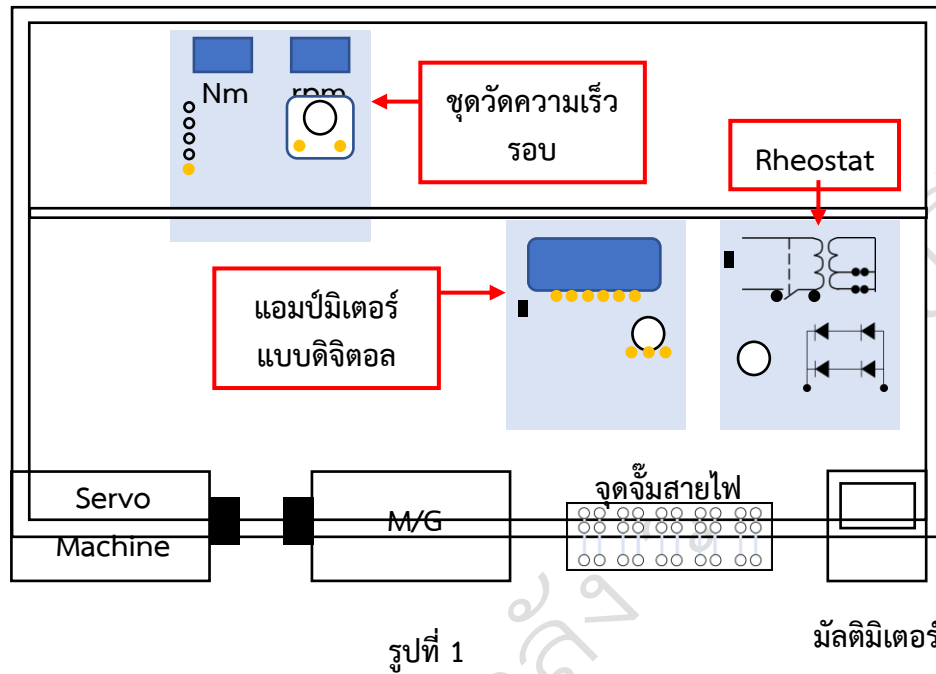 Nm
rpm
ชุดวัดความเร็ว
รอบ
Rheostat
แอมป์มิเตอร์
แบบดิจิตอล
Servo
Machine
M/G
จุดจั๊มสายไฟ
มัลติมิเตอร์
รูปที่ 1